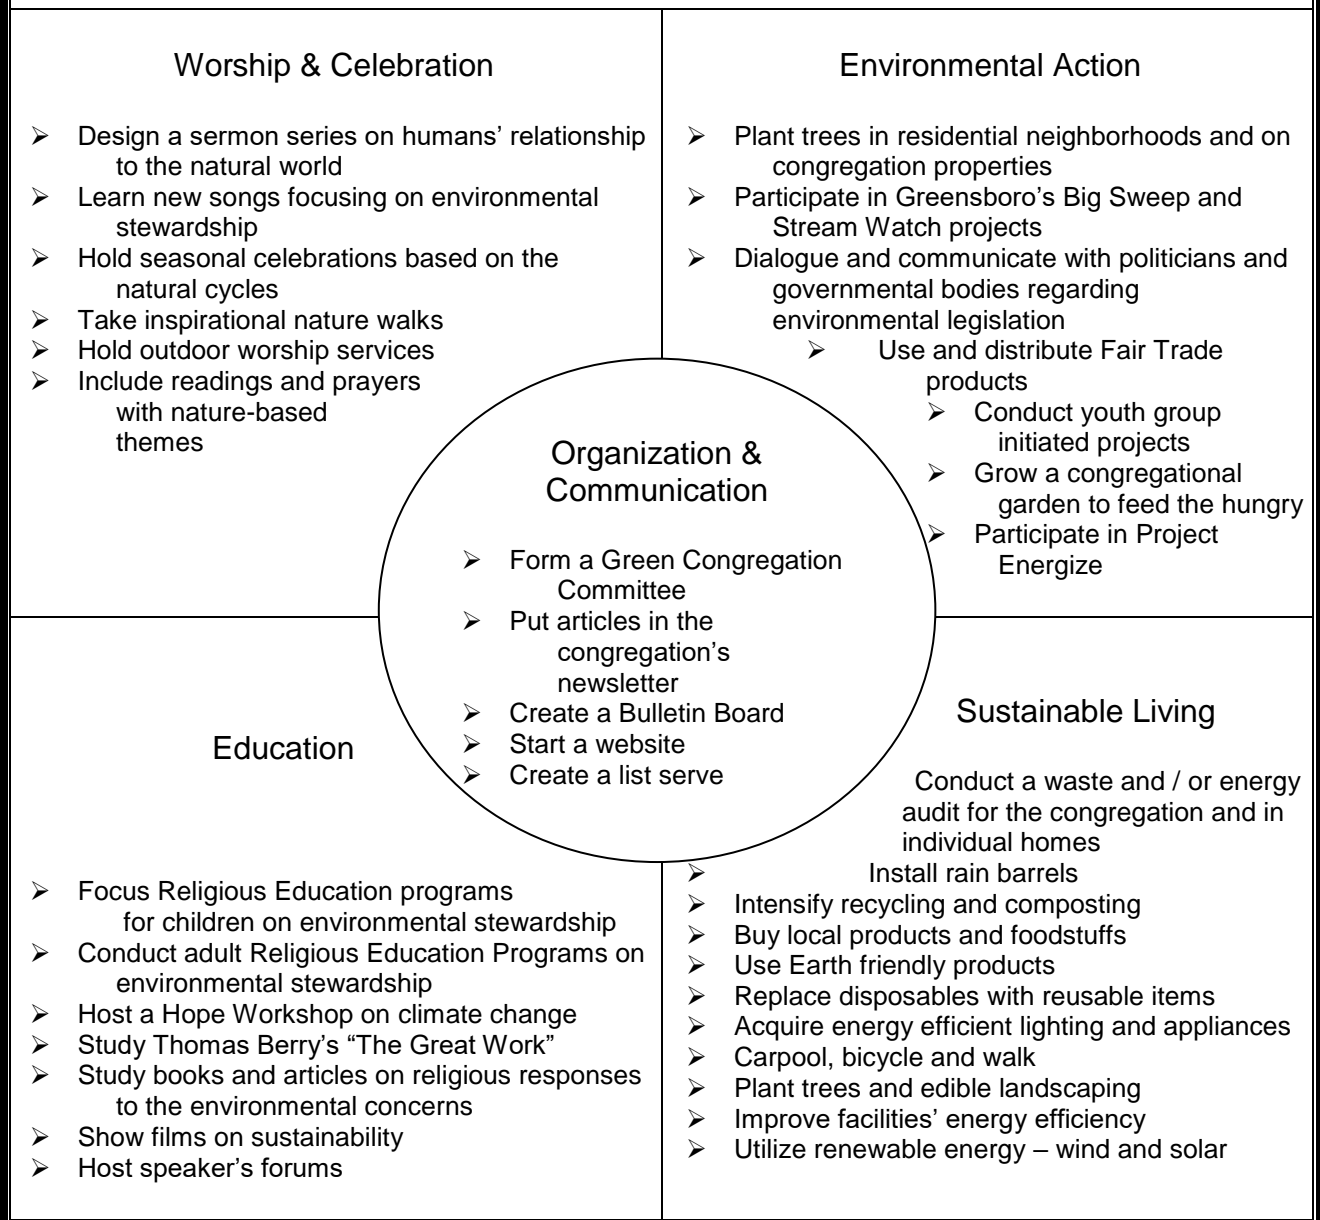 Worship & Celebration
➢ Design a sermon series on humans’ relationship
to the natural world
➢ Learn new songs focusing on environmental
stewardship
➢ Hold seasonal celebrations based on the
natural cycles
➢ Take inspirational nature walks
➢ Hold outdoor worship services
➢ Include readings and prayers
with nature-based
themes
Environmental Action
➢ Plant trees in residential neighborhoods and on
congregation properties
➢ Participate in Greensboro’s Big Sweep and
Stream Watch projects
➢ Dialogue and communicate with politicians and
governmental bodies regarding
environmental legislation
➢ Use and distribute Fair Trade
products
➢ Conduct youth group
initiated projects
➢ Grow a congregational
garden to feed the hungry
➢ Participate in Project
Energize
Organization &
Communication
➢ Form a Green Congregation
Committee
➢ Put articles in the
congregation’s
newsletter
➢ Create a Bulletin Board
➢ Start a website
➢ Create a list serve
Education
➢ Focus Religious Education programs
for children on environmental stewardship
➢ Conduct adult Religious Education Programs on
environmental stewardship
➢ Host a Hope Workshop on climate change
➢ Study Thomas Berry’s “The Great Work”
➢ Study books and articles on religious responses
to the environmental concerns
➢ Show films on sustainability
➢ Host speaker’s forums
Sustainable Living
Conduct a waste and / or energy
audit for the congregation and in
individual homes
➢ Install rain barrels
➢ Intensify recycling and composting
➢ Buy local products and foodstuffs
➢ Use Earth friendly products
➢ Replace disposables with reusable items
➢ Acquire energy efficient lighting and appliances
➢ Carpool, bicycle and walk
➢ Plant trees and edible landscaping
➢ Improve facilities’ energy efficiency
➢ Utilize renewable energy – wind and solar